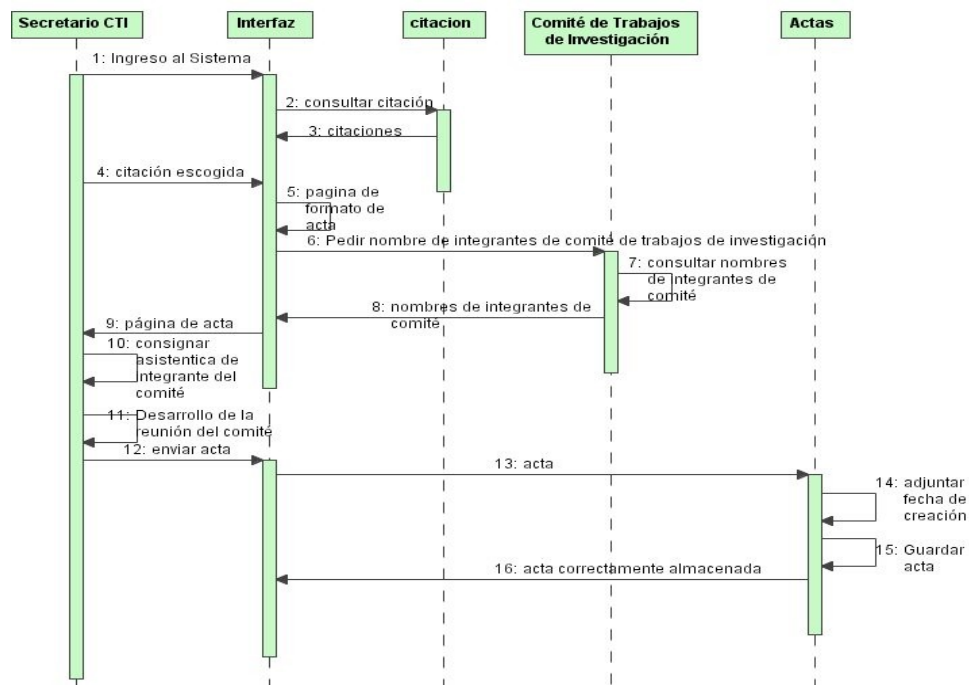 Secretario CTI
Interfaz
citacion
Comité de Trabajos
de Investigación
Actas
1: Ingreso al Sistema
2: consultar citación
3: citaciones
4: citación escogida
5: pagina de
formato de
acta
6: Pedir nombre de integrantes de comité de trabajos de investigación
7: consultar nombres
de integrantes de
comité
8: nombres de integrantes de
comité
9: página de acta
10: consignar
asistentica de
integrante del
comité
11: Desarrollo de la
reunión del comité
12: enviar acta
13: acta
14: adjuntar
fecha de
creación
15: Guardar
acta
16: acta correctamente almacenada